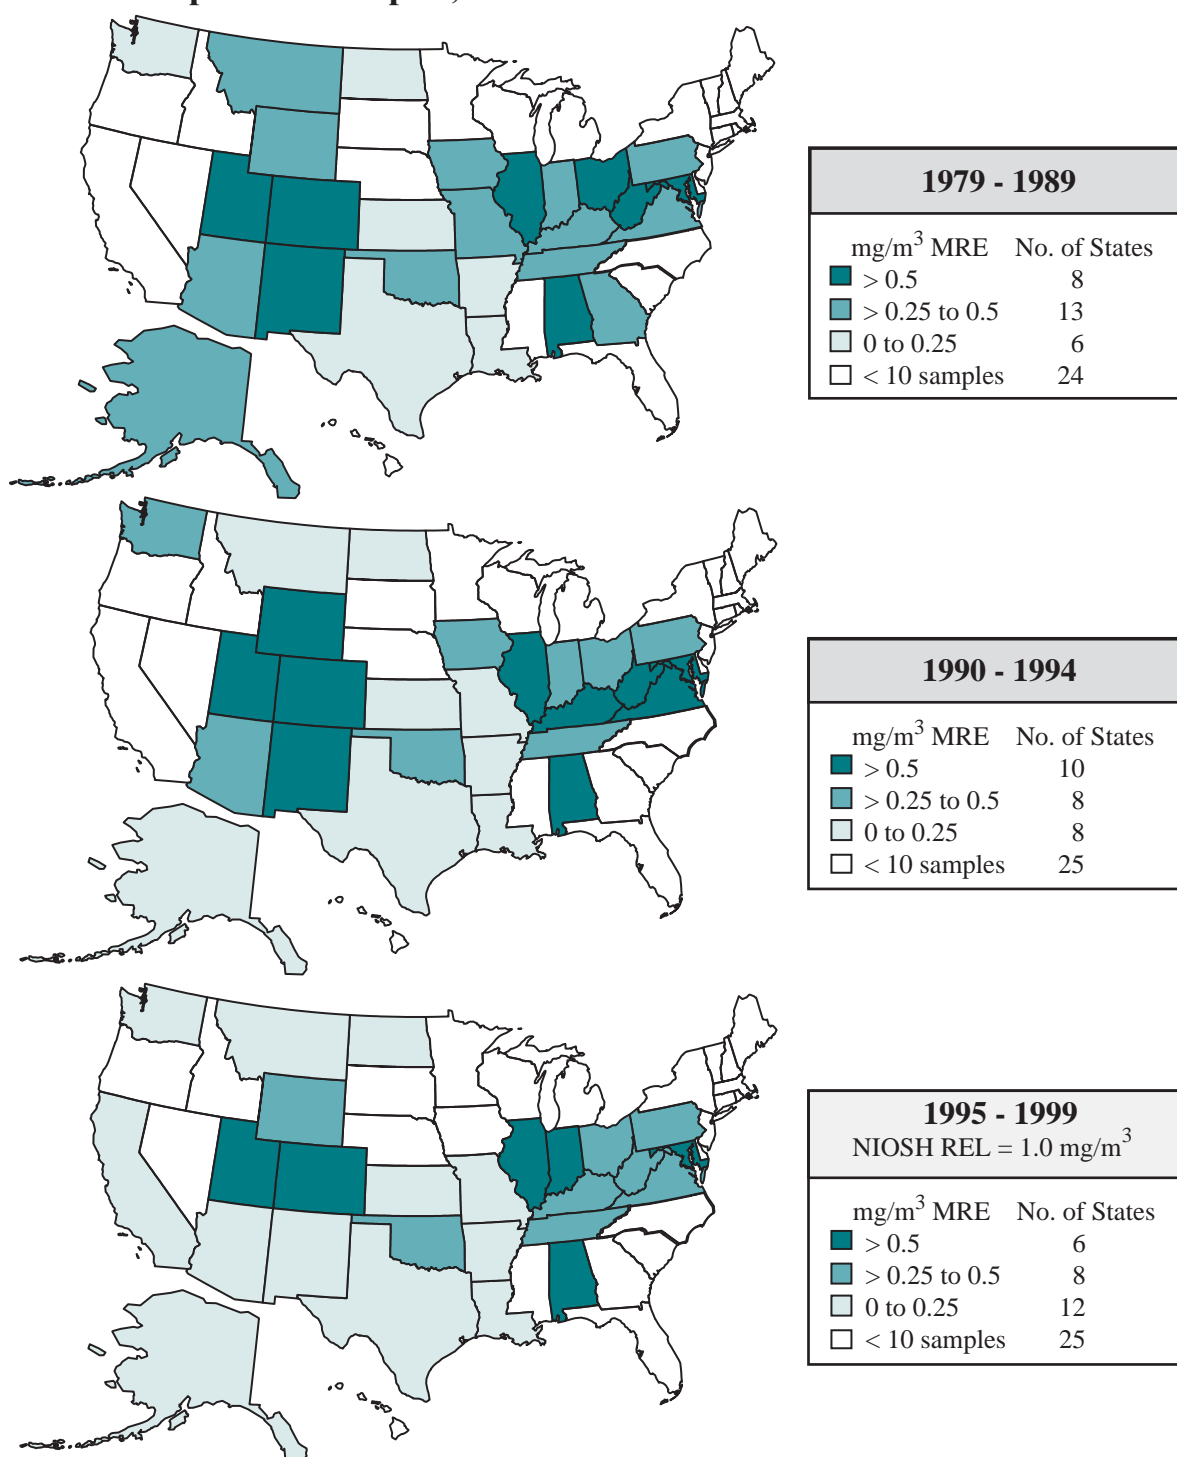 1979 - 1989
mg/m³ MRE No. of States
> 0.5 8
> 0.25 to 0.5 13
0 to 0.25 6
< 10 samples 24
1990 - 1994
mg/m³ MRE No. of States
> 0.5 10
> 0.25 to 0.5 8
0 to 0.25 8
< 10 samples 25
1995 - 1999
NIOSH REL = 1.0 mg/m³
mg/m³ MRE No. of States
> 0.5 6
> 0.25 to 0.5 8
0 to 0.25 12
< 10 samples 25